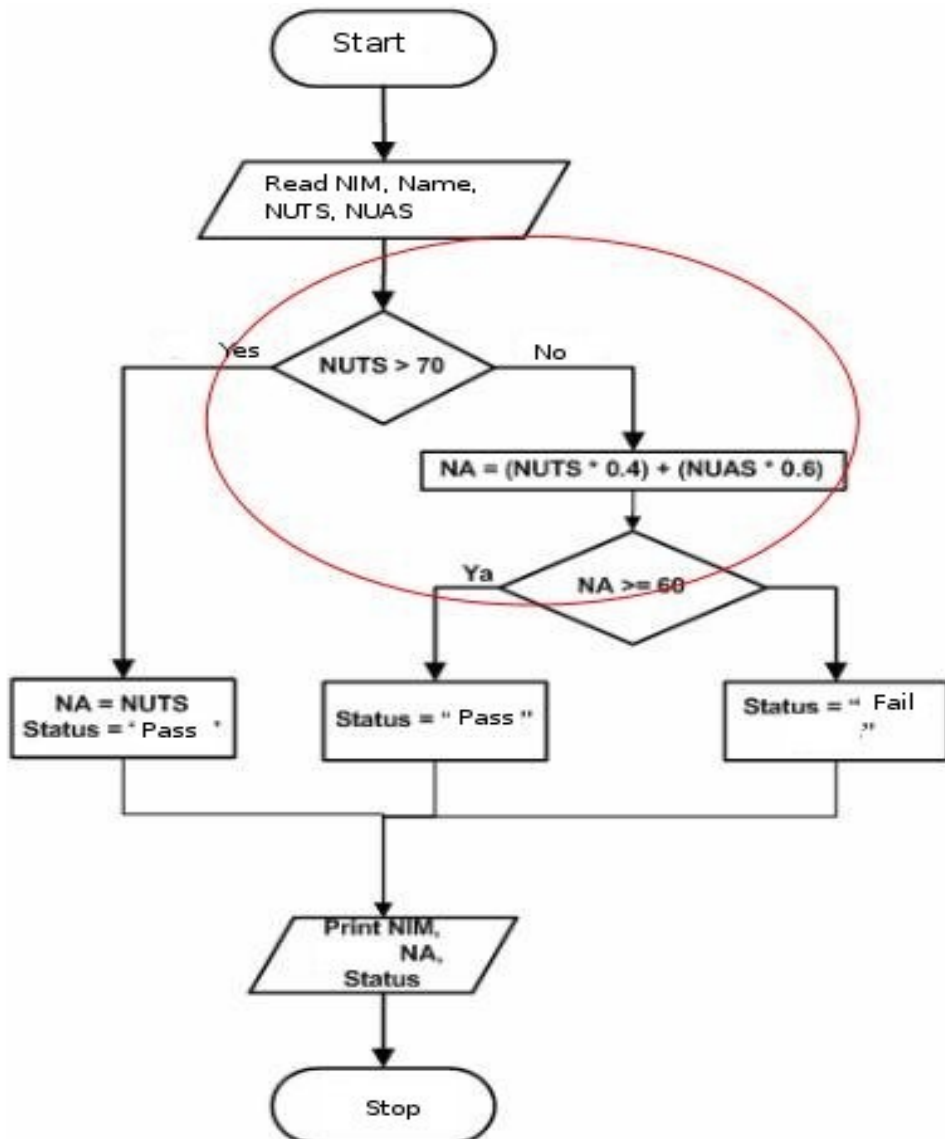 Start
Read NIM, Name,
NUTS, NUAS
Yes
NUTS > 70
No
NA = (NUTS * 0.4) + (NUAS * 0.6)
Ya
NA >= 60
NA = NUTS
Status = " Pass "
Status = " Pass "
Status = " Fail
"
Print NIM,
NA,
Status
Stop